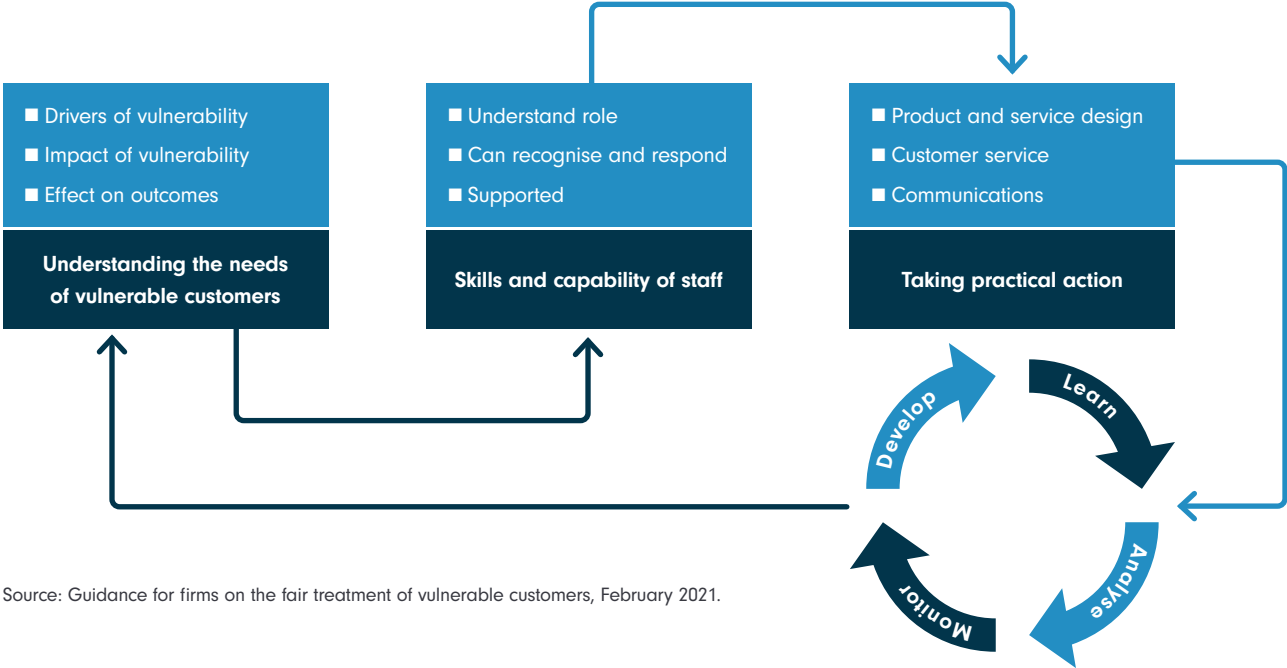 Drivers of vulnerability
Impact of vulnerability
Effect on outcomes
Understanding the needs
of vulnerable customers
Understand role
Can recognise and respond
Supported
Skills and capability of staff
Product and service design
Customer service
Communications
Taking practical action
Develop
Learn
Analyse
Monitor
Source: Guidance for firms on the fair treatment of vulnerable customers, February 2021.